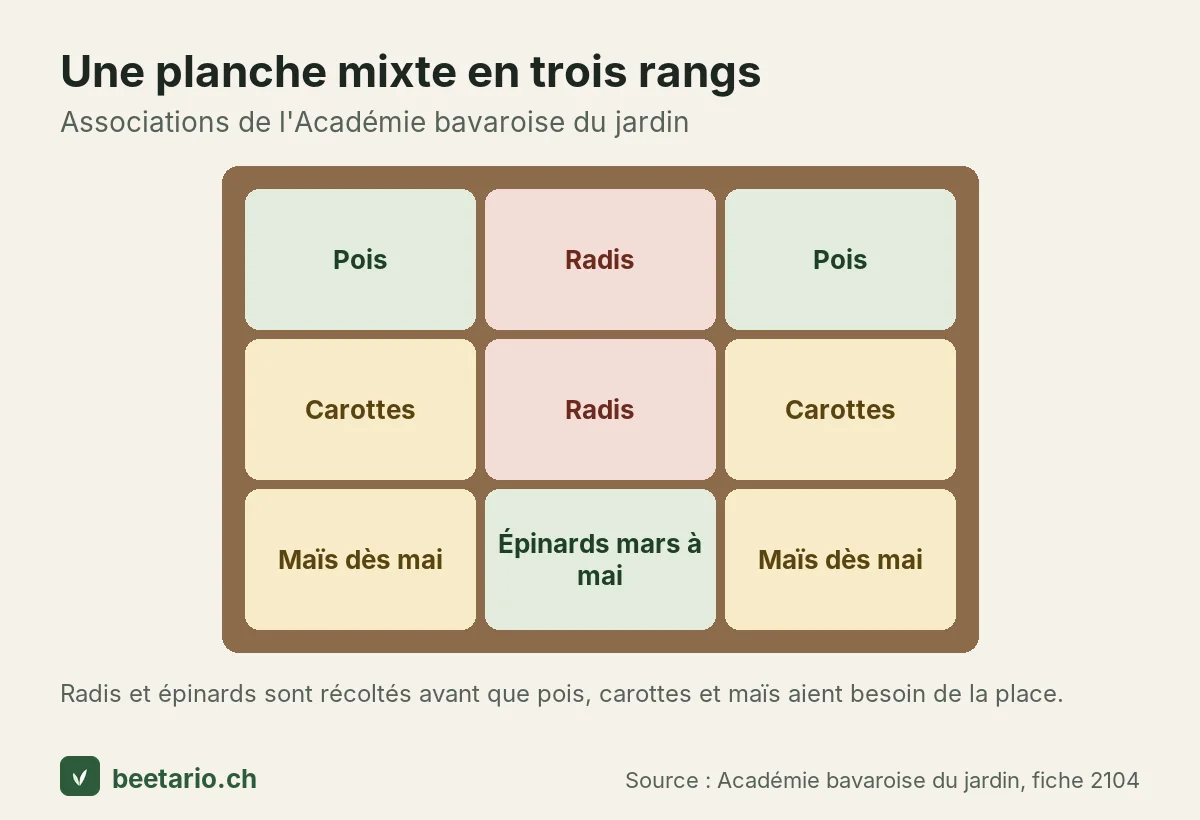 Une planche mixte en trois rangs
Associations de l'Académie bavaroise du jardin
Pois
Radis
Pois
Carottes
Radis
Carottes
Maïs dès mai
Épinards mars à
mai
Maïs dès mai
Radis et épinards sont récoltés avant que pois, carottes et maïs aient besoin de la place.
beetario.ch
Source : Académie bavaroise du jardin, fiche 2104